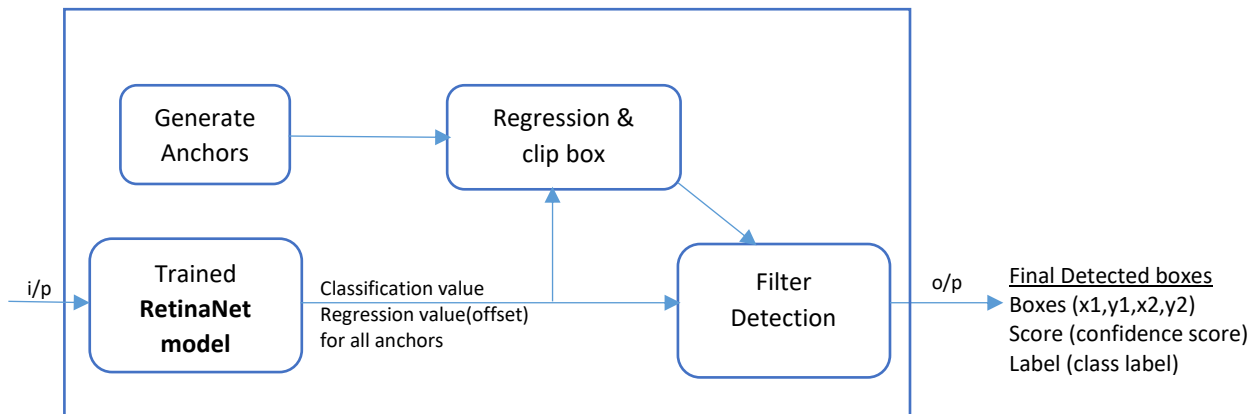 Generate
Anchors
Regression &
clip box
i/p
Trained
RetinaNet
model
Classification value
Regression value(offset)
for all anchors
Filter
Detection
o/p
Final Detected boxes
Boxes (x1,y1,x2,y2)
Score (confidence score)
Label (class label)